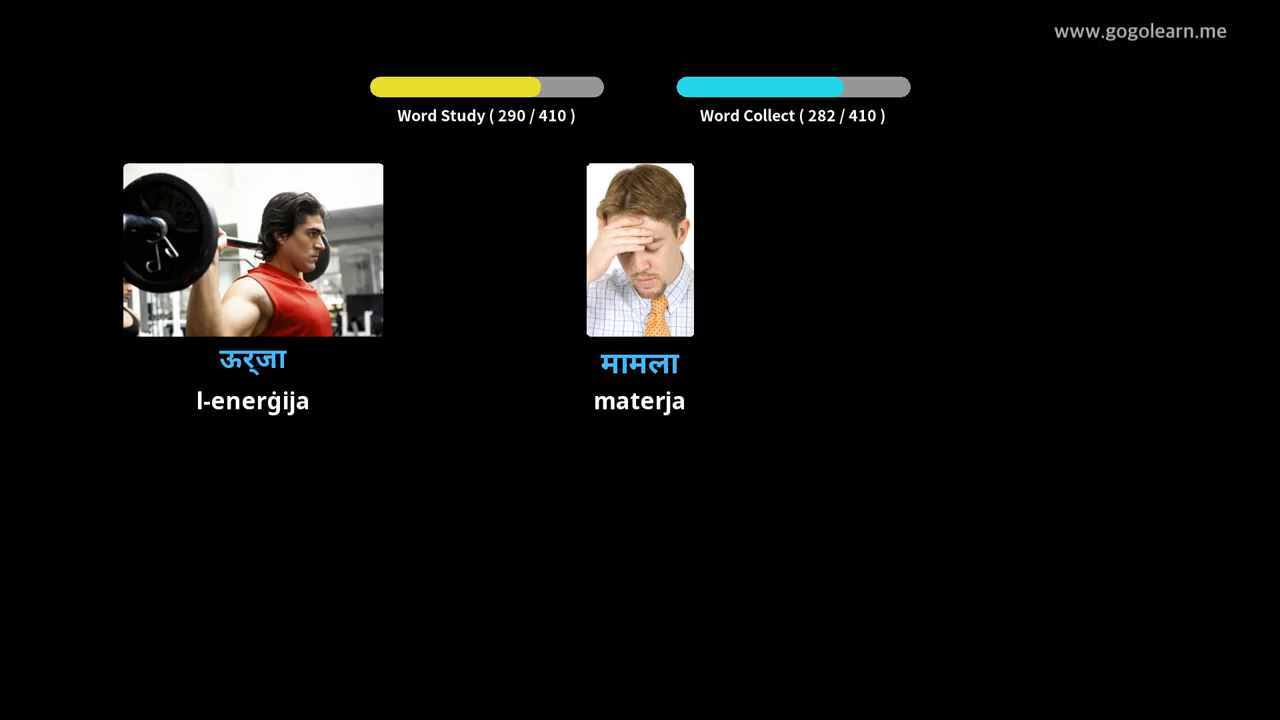 www.gogolearn.me
Word Study ( 290 / 410 )
Word Collect ( 282 / 410 )
ऊर्जा
मामला
l-enerġija
materja